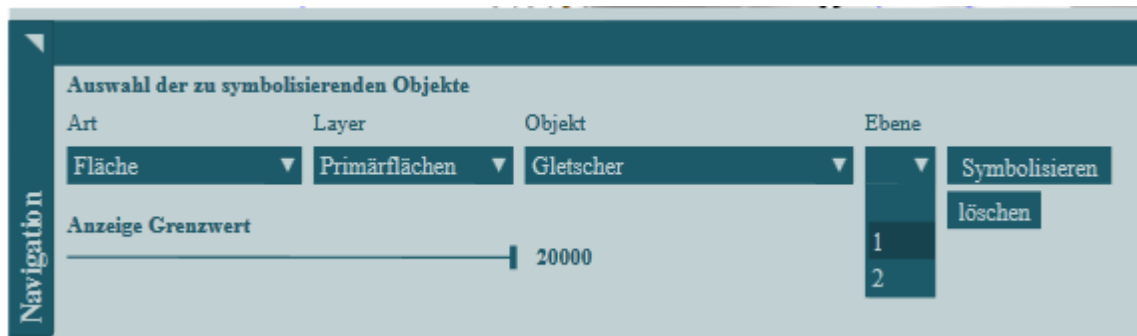 Auswahl der zu symbolisierenden Objekte
Art Layer Objekt Ebene
Fläche Primärflächen Gletscher Symbolisieren
löschen
Anzeige Grenzwert
1
20000
2
Navigation